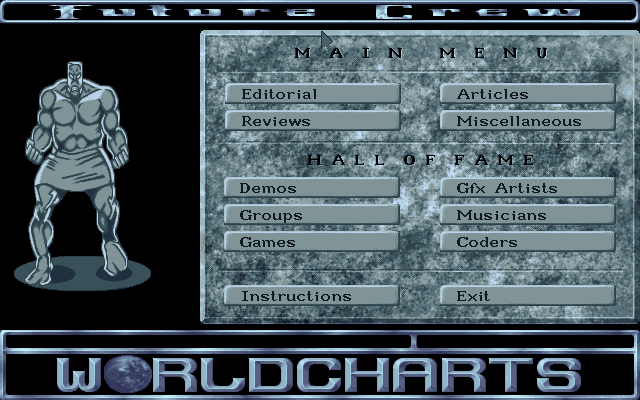 Future Crew
MAIN MENU
Editorial Articles
Reviews Miscellaneous
HALL OF FAME
Demos Gfx Artists
Groups Musicians
Games Coders
Instructions Exit
WORLDCHARTS